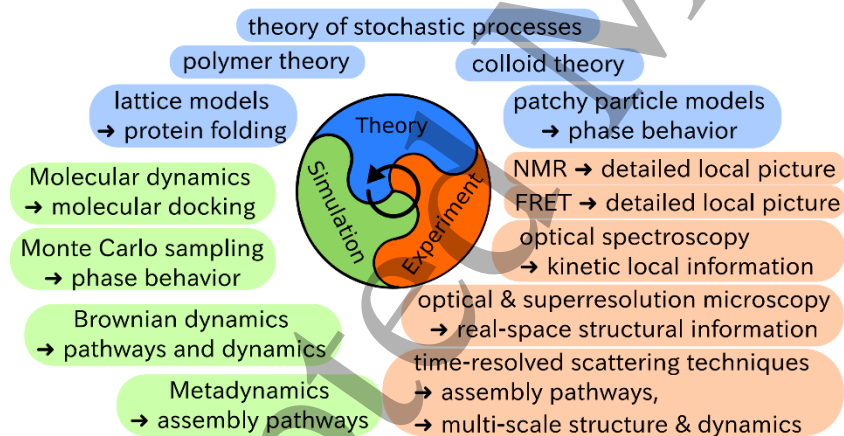 theory of stochastic processes
polymer theory
colloid theory
lattice models
→ protein folding
patchy particle models
→ phase behavior
Theory
Simulation
Experiment
Molecular dynamics
→ molecular docking
Monte Carlo sampling
→ phase behavior
Brownian dynamics
→ pathways and dynamics
Metadynamics
→ assembly pathways
NMR → detailed local picture
FRET → detailed local picture
optical spectroscopy
→ kinetic local information
optical & superresolution microscopy
→ real-space structural information
time-resolved scattering techniques
→ assembly pathways,
→ multi-scale structure & dynamics